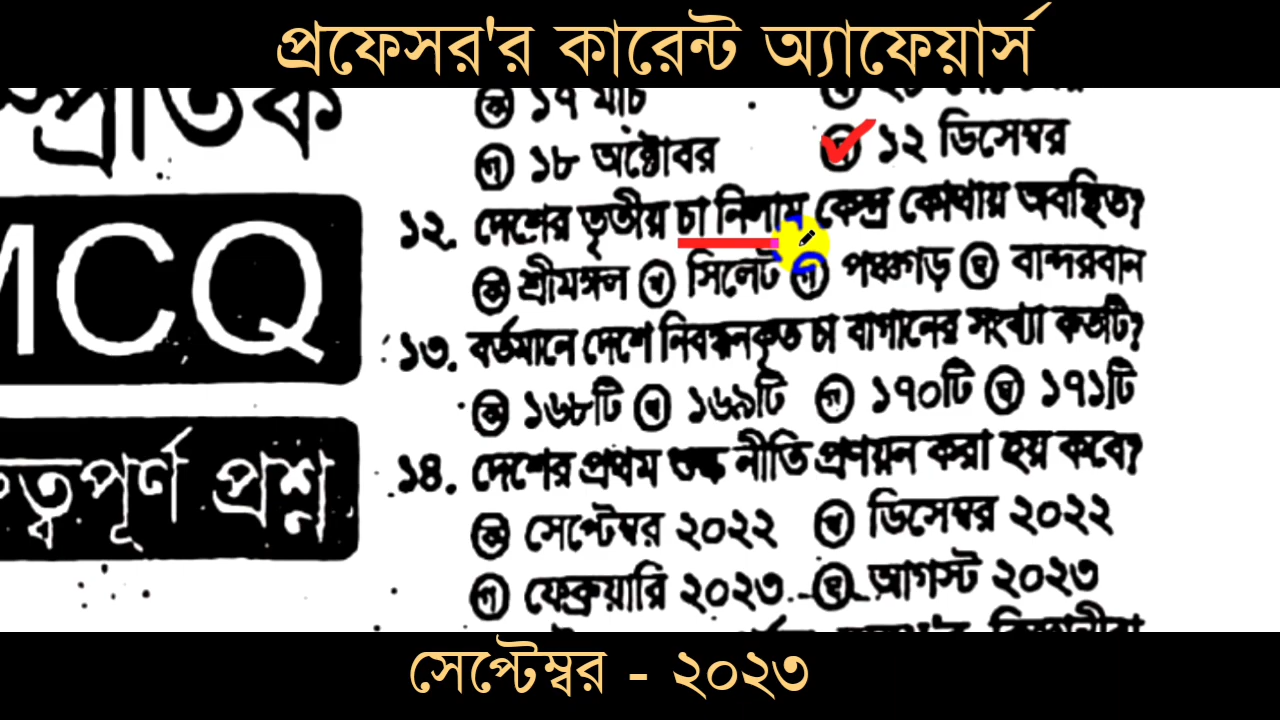 প্রফেসর'র কারেন্ট অ্যাফেয়ার্স
MCQ
প্রশ্ন
ক ১৭ মার্চ
গ ১৮ অক্টোবর ১২ ডিসেম্বর
১২. দেশের তৃতীয় চা নিলাম কেন্দ্র কোথায় অবস্থিত?
ক শ্রীমঙ্গল খ সিলেট গ পঞ্চগড় ঘ বান্দরবান
১৩. বর্তমানে দেশে নিবন্ধনকৃত চা বাগানের সংখ্যা কতটি?
ক ১৬৮টি খ ১৬৯টি গ ১৭০টি ঘ ১৭১টি
১৪. দেশের প্রথম শুল্ক নীতি প্রণয়ন করা হয় কবে?
ক সেপ্টেম্বর ২০২২ খ ডিসেম্বর ২০২২
গ ফেব্রুয়ারি ২০২৩ ঘ আগস্ট ২০২৩
সেপ্টেম্বর - ২০২৩